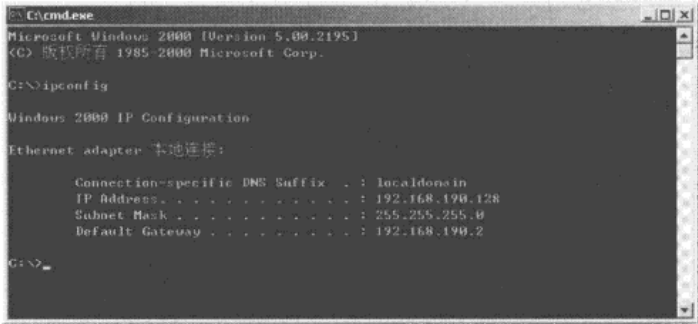 C:\cmd.exe
Microsoft Windows 2000 [Version 5.00.2195]
(C) 版权所有 1985-2000 Microsoft Corp.
C:\>ipconfig
Windows 2000 IP Configuration
Ethernet adapter 本地连接:
Connection-specific DNS Suffix . : localdomain
IP Address. . . . . . . . . . . . : 192.168.190.128
Subnet Mask . . . . . . . . . . . : 255.255.255.0
Default Gateway . . . . . . . . . : 192.168.190.2
C:\>_